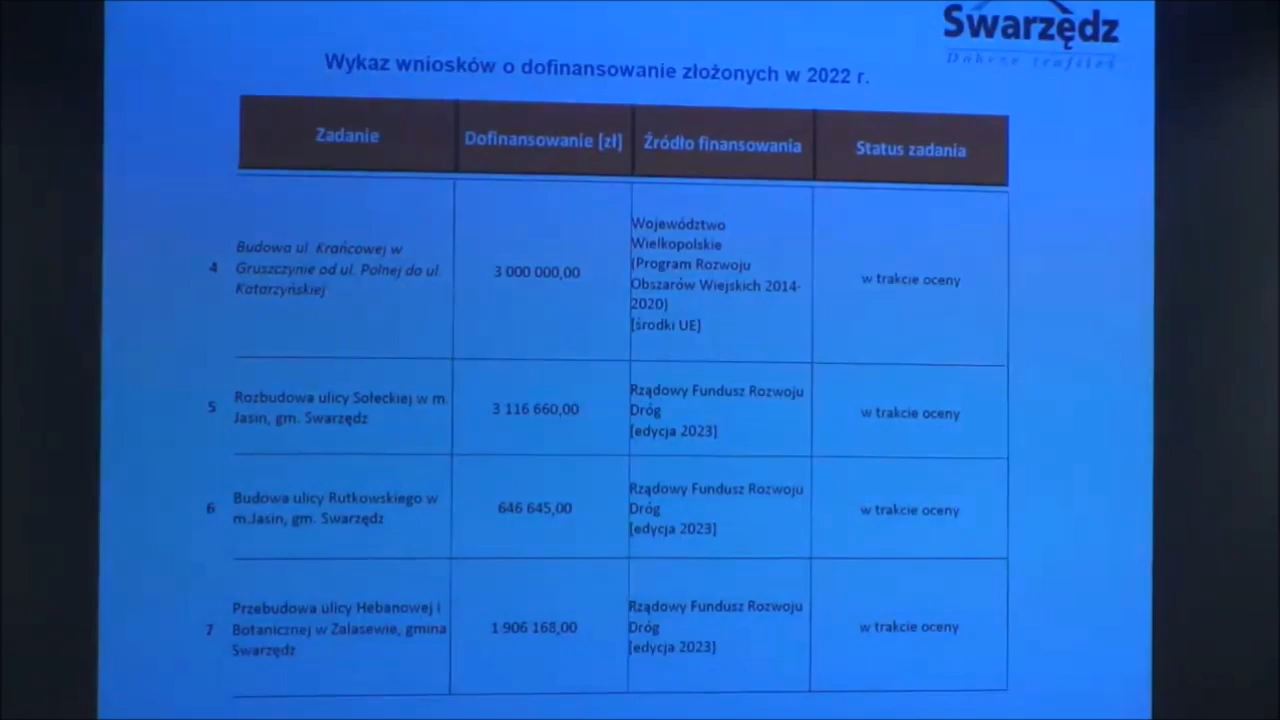 Swarzędz
Dobrze trafiłeś
Wykaz wniosków o dofinansowanie złożonych w 2022 r.
Zadanie
Dofinansowanie [zł]
Źródło finansowania
Status zadania
4
Budowa ul. Krańcowej w
Gruszczynie od ul. Polnej do ul.
Katarzyńskiej
3 000 000,00
Województwo
Wielkopolskie
(Program Rozwoju
Obszarów Wiejskich 2014-
2020)
[środki UE]
w trakcie oceny
5
Rozbudowa ulicy Sołeckiej w m.
Jasin, gm. Swarzędz
3 116 660,00
Rządowy Fundusz Rozwoju
Dróg
[edycja 2023]
w trakcie oceny
6
Budowa ulicy Rutkowskiego w
m.Jasin, gm. Swarzędz
646 645,00
Rządowy Fundusz Rozwoju
Dróg
[edycja 2023]
w trakcie oceny
7
Przebudowa ulicy Hebanowej i
Botanicznej w Zalasewie, gmina
Swarzędz
1 906 168,00
Rządowy Fundusz Rozwoju
Dróg
[edycja 2023]
w trakcie oceny